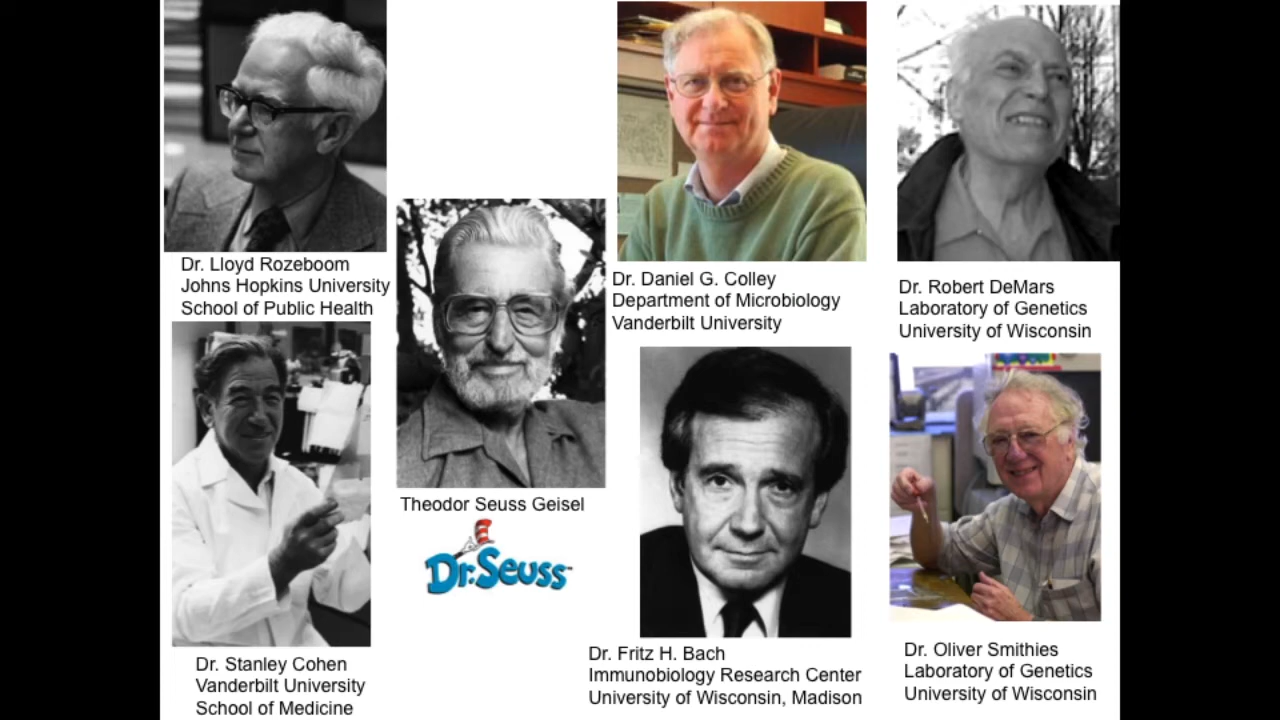 Dr. Lloyd Rozeboom
Johns Hopkins University
School of Public Health
Dr. Stanley Cohen
Vanderbilt University
School of Medicine
Theodor Seuss Geisel
Dr. Seuss
Dr. Daniel G. Colley
Department of Microbiology
Vanderbilt University
Dr. Fritz H. Bach
Immunobiology Research Center
University of Wisconsin, Madison
Dr. Robert DeMars
Laboratory of Genetics
University of Wisconsin
Dr. Oliver Smithies
Laboratory of Genetics
University of Wisconsin